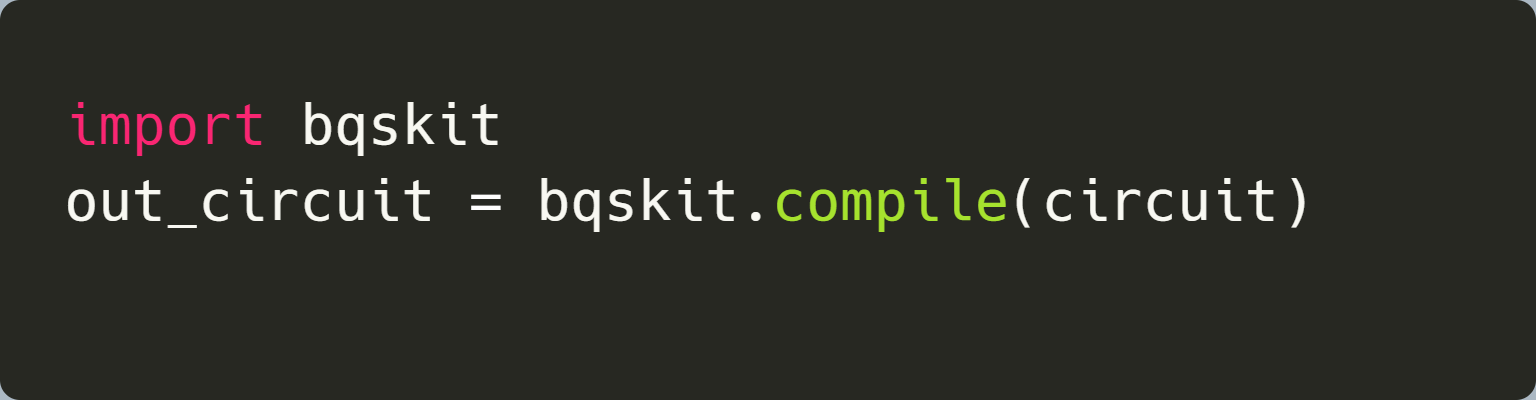 import bqskit
out_circuit = bqskit.compile(circuit)